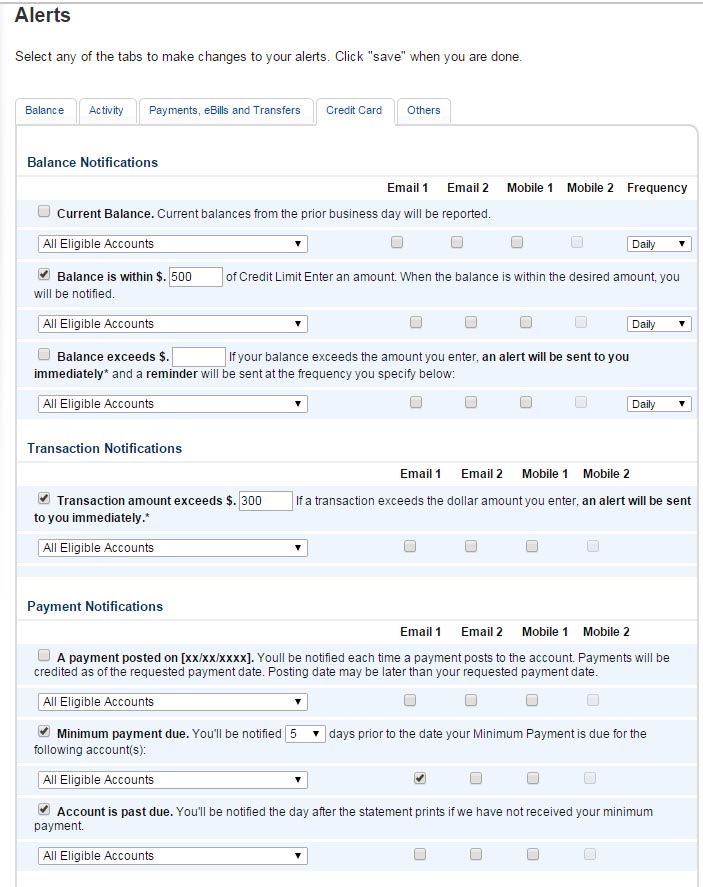 Alerts
Select any of the tabs to make changes to your alerts. Click "save" when you are done.
Balance Activity Payments, eBills and Transfers Credit Card Others
Balance Notifications
Email 1 Email 2 Mobile 1 Mobile 2 Frequency
Current Balance. Current balances from the prior business day will be reported.
All Eligible Accounts Daily
Balance is within $. 500 of Credit Limit Enter an amount. When the balance is within the desired amount, you
will be notified.
All Eligible Accounts Daily
Balance exceeds $. If your balance exceeds the amount you enter, an alert will be sent to you
immediately* and a reminder will be sent at the frequency you specify below:
All Eligible Accounts Daily
Transaction Notifications
Email 1 Email 2 Mobile 1 Mobile 2
Transaction amount exceeds $. 300 If a transaction exceeds the dollar amount you enter, an alert will be sent
to you immediately.*
All Eligible Accounts
Payment Notifications
Email 1 Email 2 Mobile 1 Mobile 2
A payment posted on [xx/xx/xxxx]. Youll be notified each time a payment posts to the account. Payments will be
credited as of the requested payment date. Posting date may be later than your requested payment date.
All Eligible Accounts
Minimum payment due. You'll be notified 5 days prior to the date your Minimum Payment is due for the
following account(s):
All Eligible Accounts
Account is past due. You'll be notified the day after the statement prints if we have not received your minimum
payment.
All Eligible Accounts